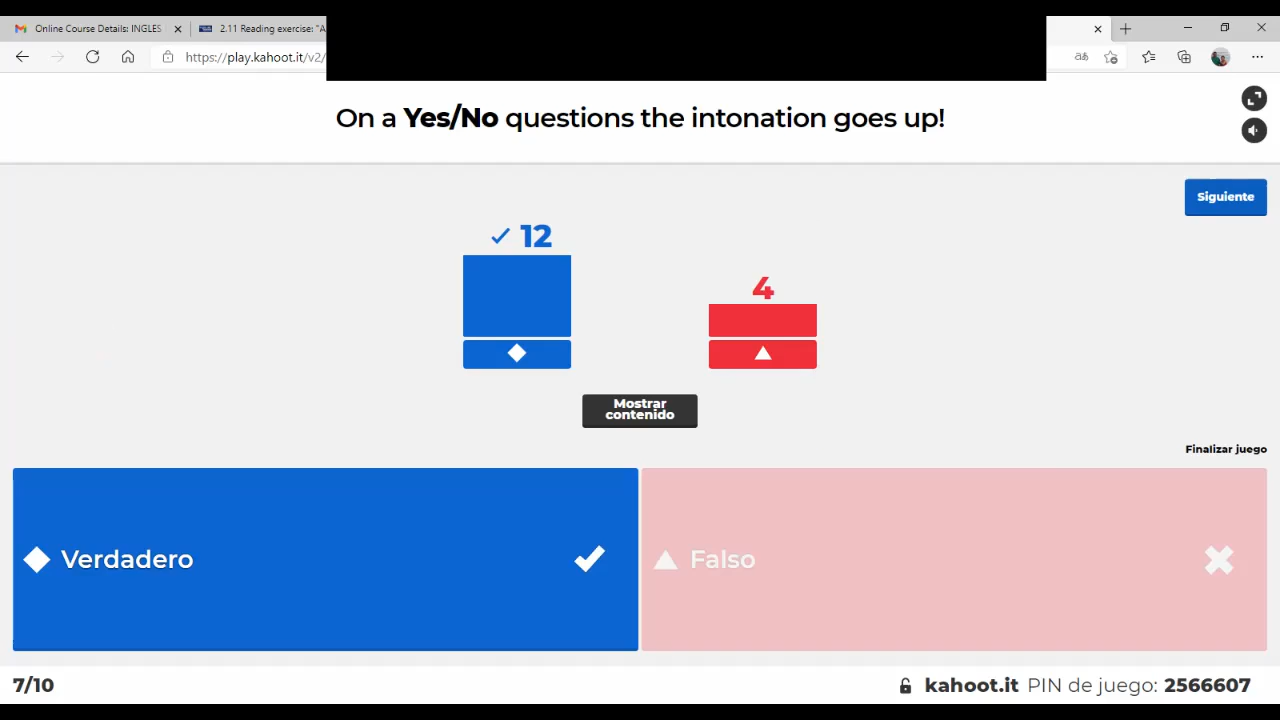 Online Course Details: INGLES
2.11 Reading exercise: "A
https://play.kahoot.it/v2/
On a Yes/No questions the intonation goes up!
Siguiente
12
4
Mostrar
contenido
Finalizar juego
Verdadero
Falso
7/10
kahoot.it PIN de juego: 2566607